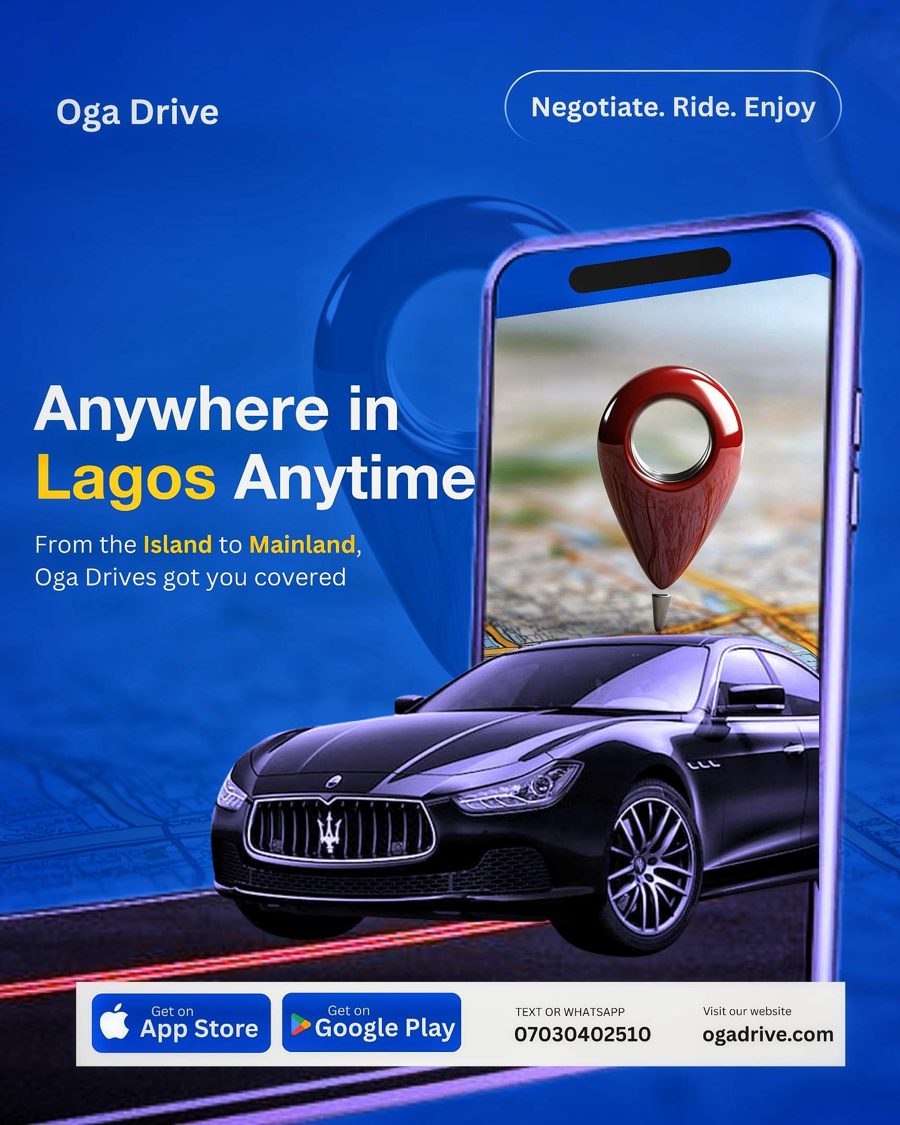 Oga Drive
Negotiate. Ride. Enjoy
Anywhere in
Lagos Anytime
From the Island to Mainland,
Oga Drives got you covered
Get on
App Store
Get on
Google Play
TEXT OR WHATSAPP
07030402510
Visit our website
ogadrive.com